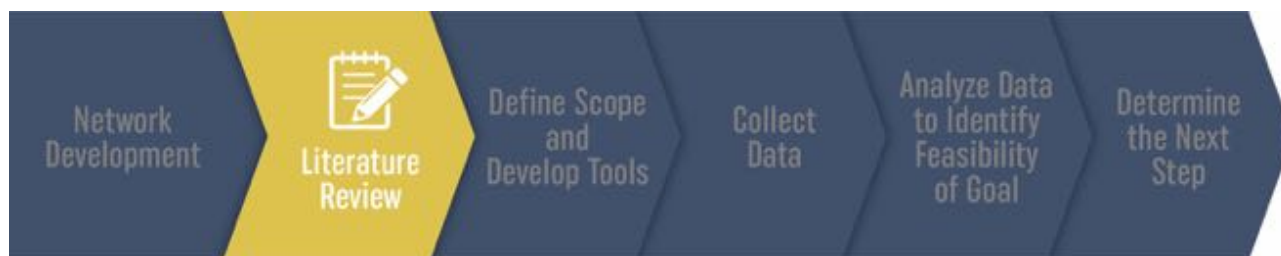 Network
Development
Literature
Review
Define Scope
and
Develop Tools
Collect
Data
Analyze Data
to Identify
Feasibility
of Goal
Determine
the Next
Step